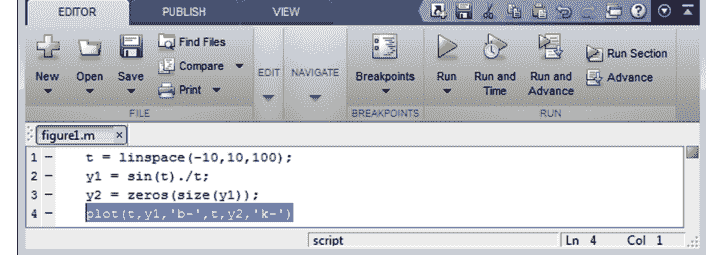 EDITOR PUBLISH VIEW
New Open Save Find Files Compare Print EDIT NAVIGATE Breakpoints Run Run and Time Run and Advance Run Section Advance
FILE BREAKPOINTS RUN
figure1.m ×
1 – t = linspace(-10,10,100);
2 – y1 = sin(t)./t;
3 – y2 = zeros(size(y1));
4 – plot(t,y1,'b-',t,y2,'k-')
script Ln 4 Col 1